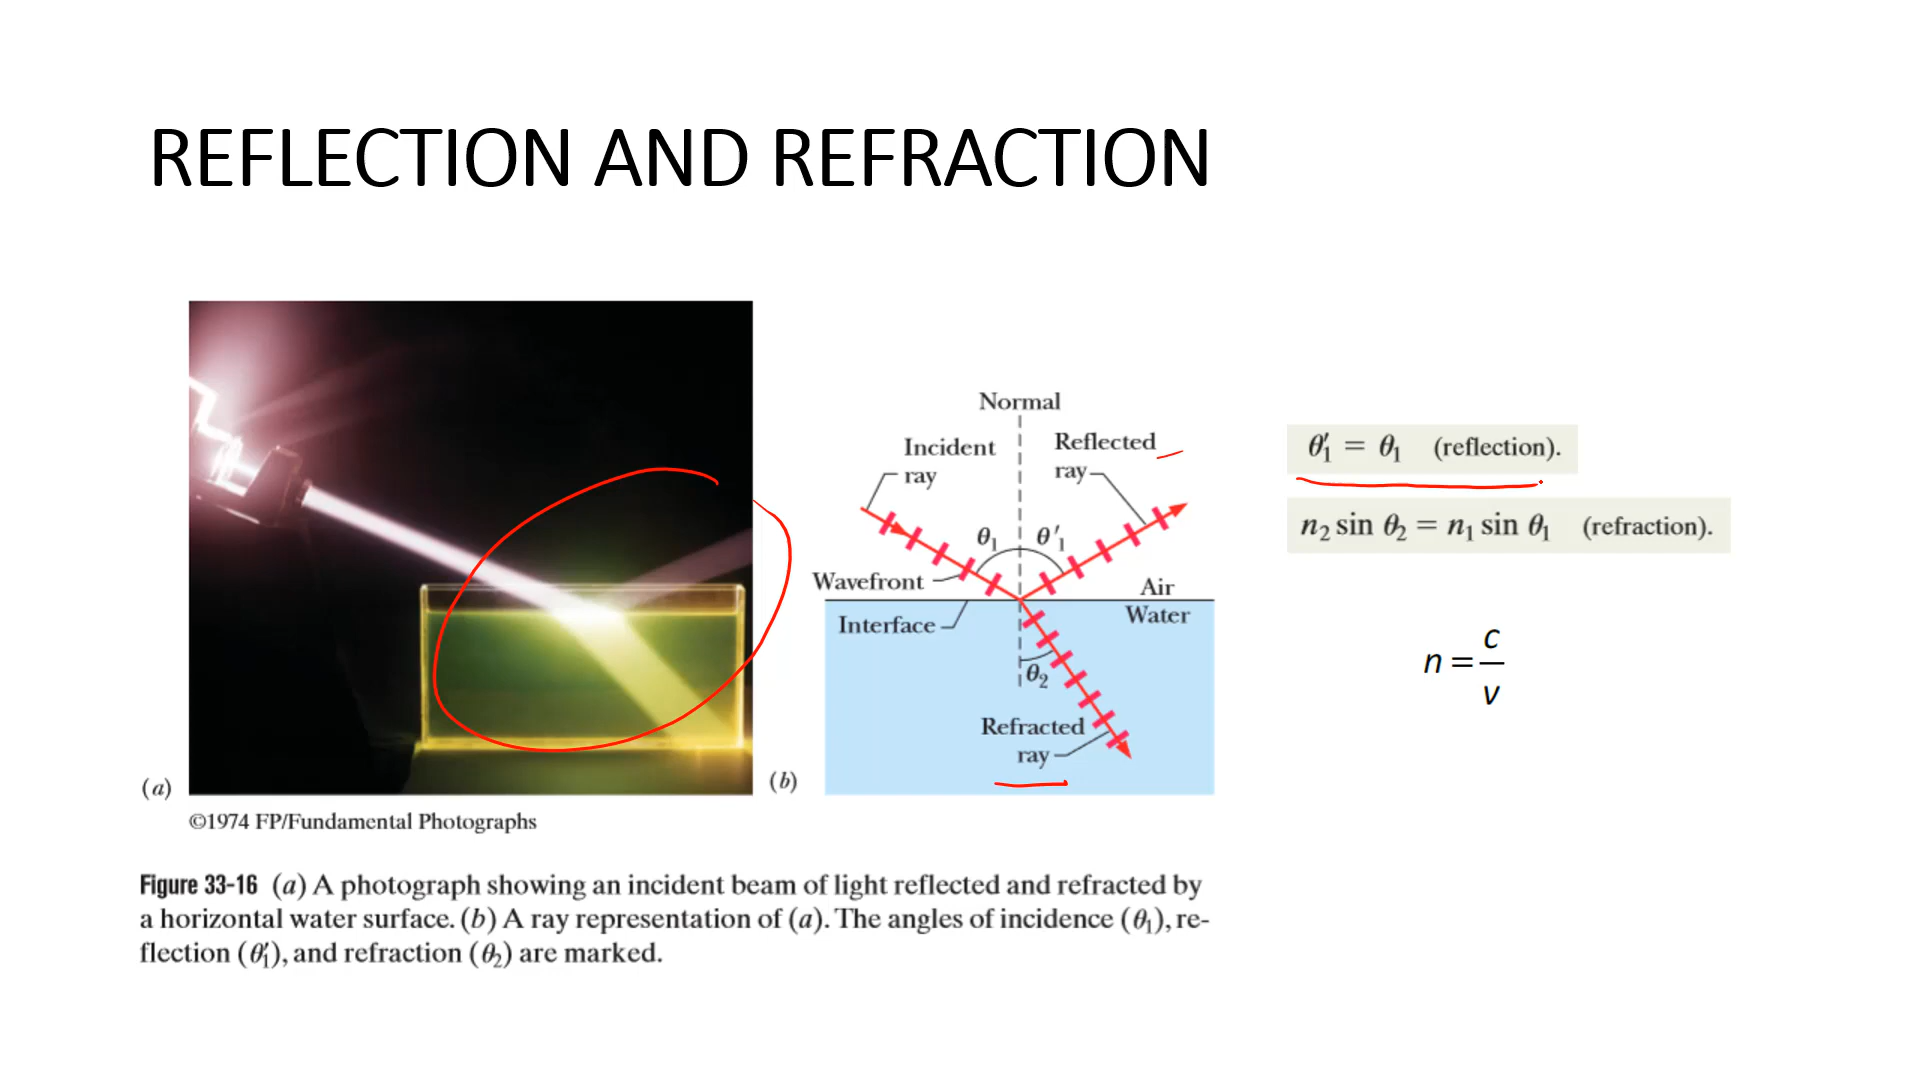 REFLECTION AND REFRACTION
Normal
Incident
ray
Reflected
ray
θ₁
θ′₁
Wavefront
Air
Interface
Water
θ₂
Refracted
ray
(a)
(b)
©1974 FP/Fundamental Photographs
Figure 33-16 (a) A photograph showing an incident beam of light reflected and refracted by
a horizontal water surface. (b) A ray representation of (a). The angles of incidence (θ₁), re-
flection (θ′₁), and refraction (θ₂) are marked.
θ′₁ = θ₁ (reflection).
n₂ sin θ₂ = n₁ sin θ₁ (refraction).
n = c/v